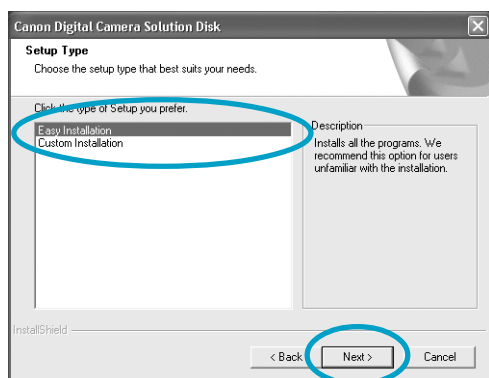 Canon Digital Camera Solution Disk
Setup Type
Choose the setup type that best suits your needs.
Click the type of Setup you prefer.
Easy Installation
Custom Installation
Description
Installs all the programs. We
recommend this option for users
unfamiliar with the installation.
InstallShield
< Back
Next >
Cancel